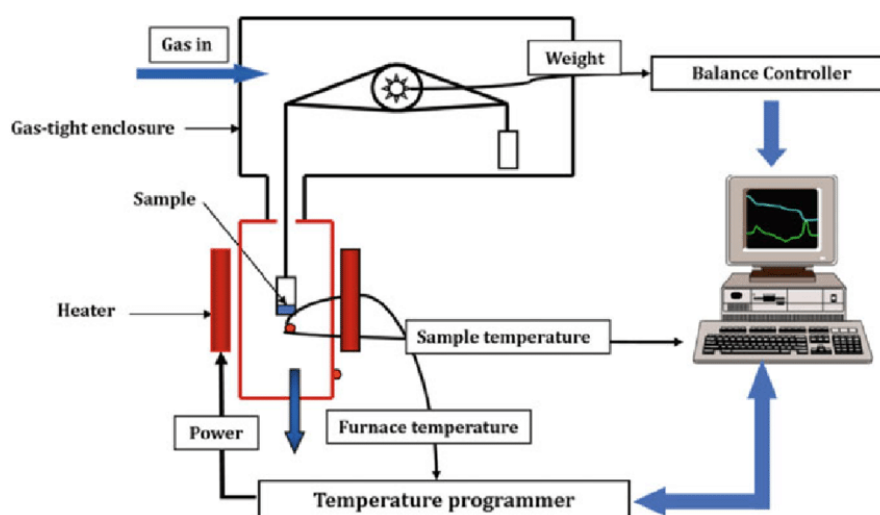 Gas in
Weight
Balance Controller
Gas-tight enclosure
Sample
Heater
Sample temperature
Power
Furnace temperature
Temperature programmer